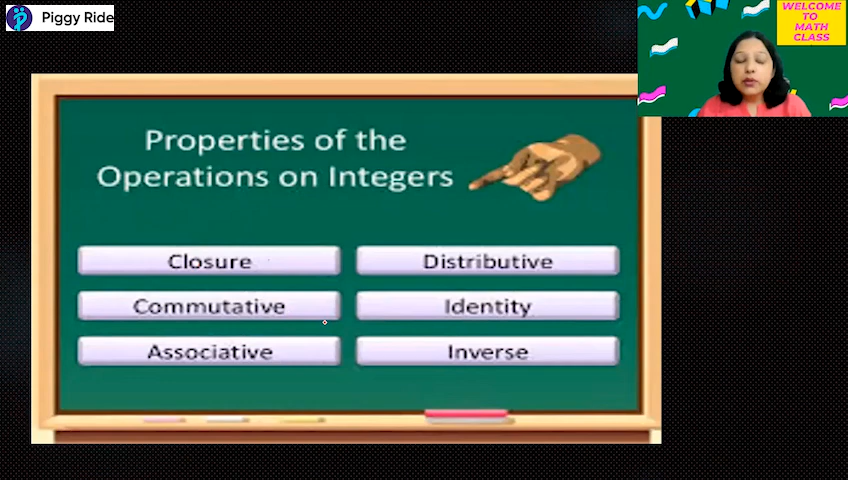 Piggy Ride
WELCOME
TO
MATH
CLASS
Properties of the
Operations on Integers
Closure
Distributive
Commutative
Identity
Associative
Inverse